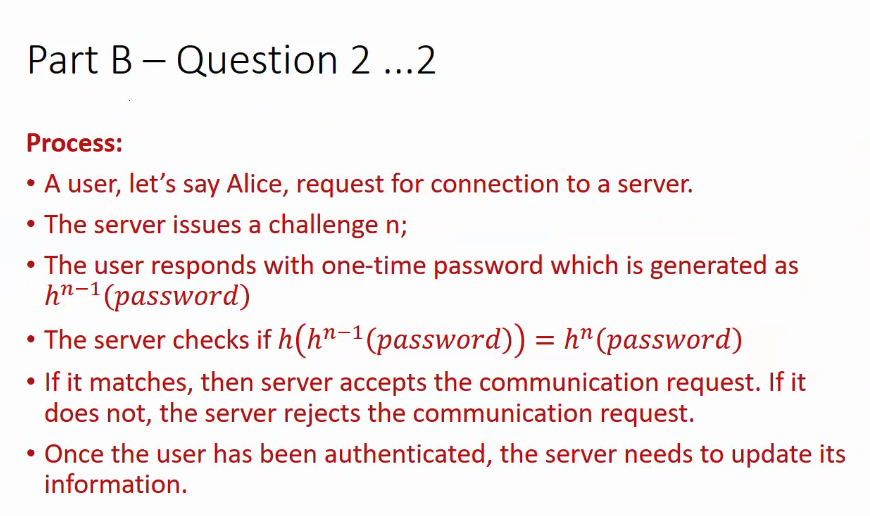 Part B – Question 2 ...2
Process:
• A user, let’s say Alice, request for connection to a server.
• The server issues a challenge n;
• The user responds with one-time password which is generated as
hⁿ⁻¹(password)
• The server checks if h(hⁿ⁻¹(password)) = hⁿ(password)
• If it matches, then server accepts the communication request. If it
does not, the server rejects the communication request.
• Once the user has been authenticated, the server needs to update its
information.